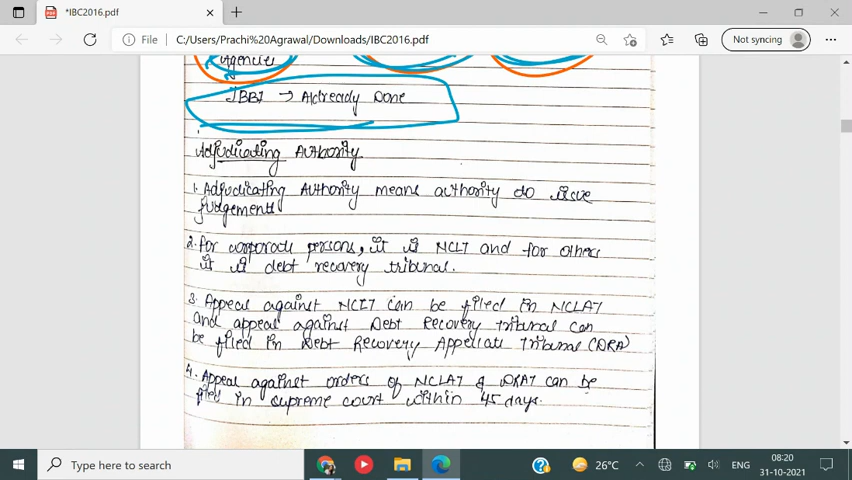 *IBC2016.pdf
File
C:/Users/Prachi%20Agrawal/Downloads/IBC2016.pdf
Not syncing
Agencies
IBBI → Already Done
Adjudicating Authority
1. Adjudicating Authority means authority do issue
judgements
2. For corporate persons, it is NCLT and for others
it is debt recovery tribunal.
3. Appeal against NCLT can be filed in NCLAT
and appeal against Debt Recovery tribunal can
be filed in Debt Recovery Appellate Tribunal (DRA)
4. Appeal against orders of NCLAT & DRAT can be
filed in supreme court within 45 days.
Type here to search
26°C
ENG
08:20
31-10-2021